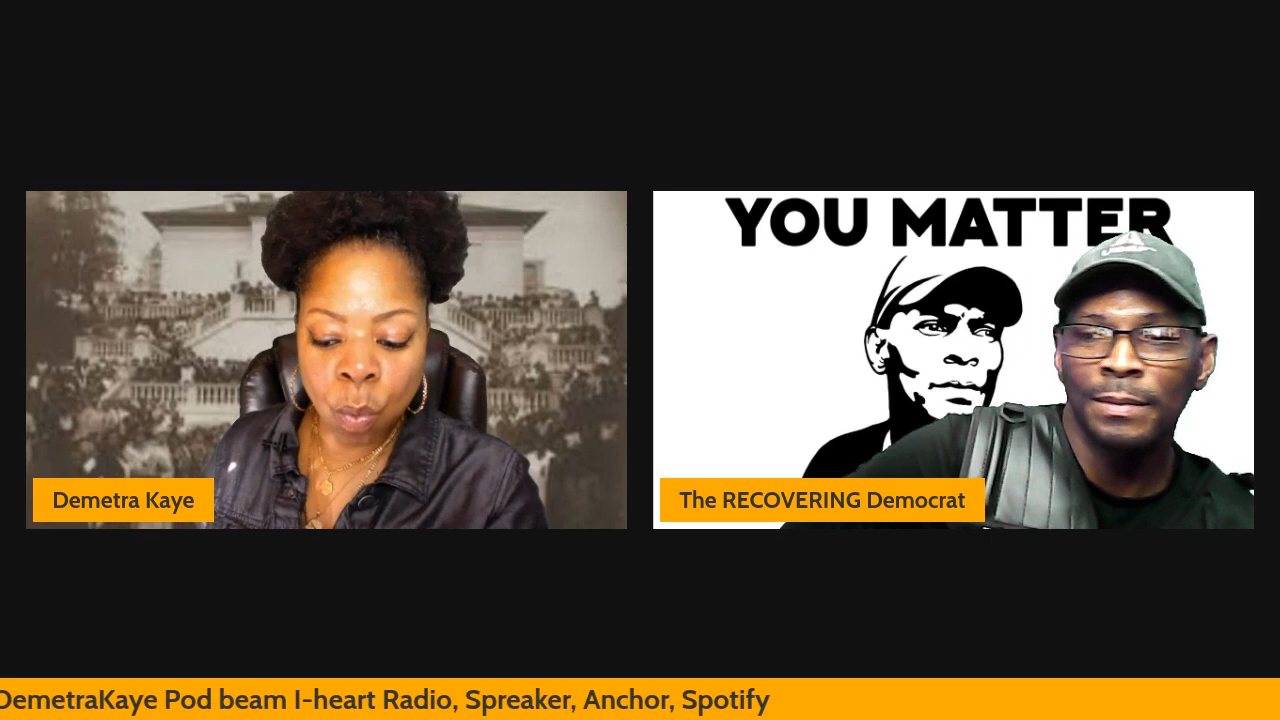 YOU MATTER
Demetra Kaye
The RECOVERING Democrat
DemetraKaye Pod beam I-heart Radio, Spreaker, Anchor, Spotify